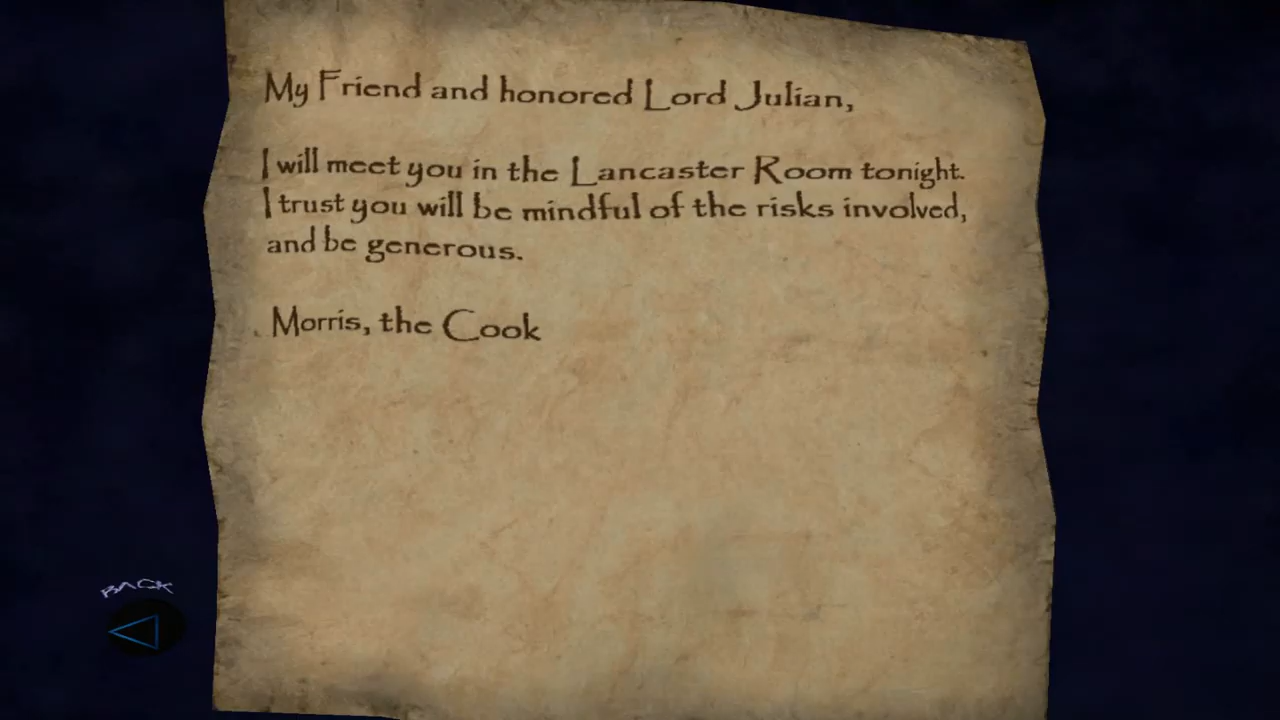 My Friend and honored Lord Julian,
I will meet you in the Lancaster Room tonight.
I trust you will be mindful of the risks involved,
and be generous.
Morris, the Cook
BACK